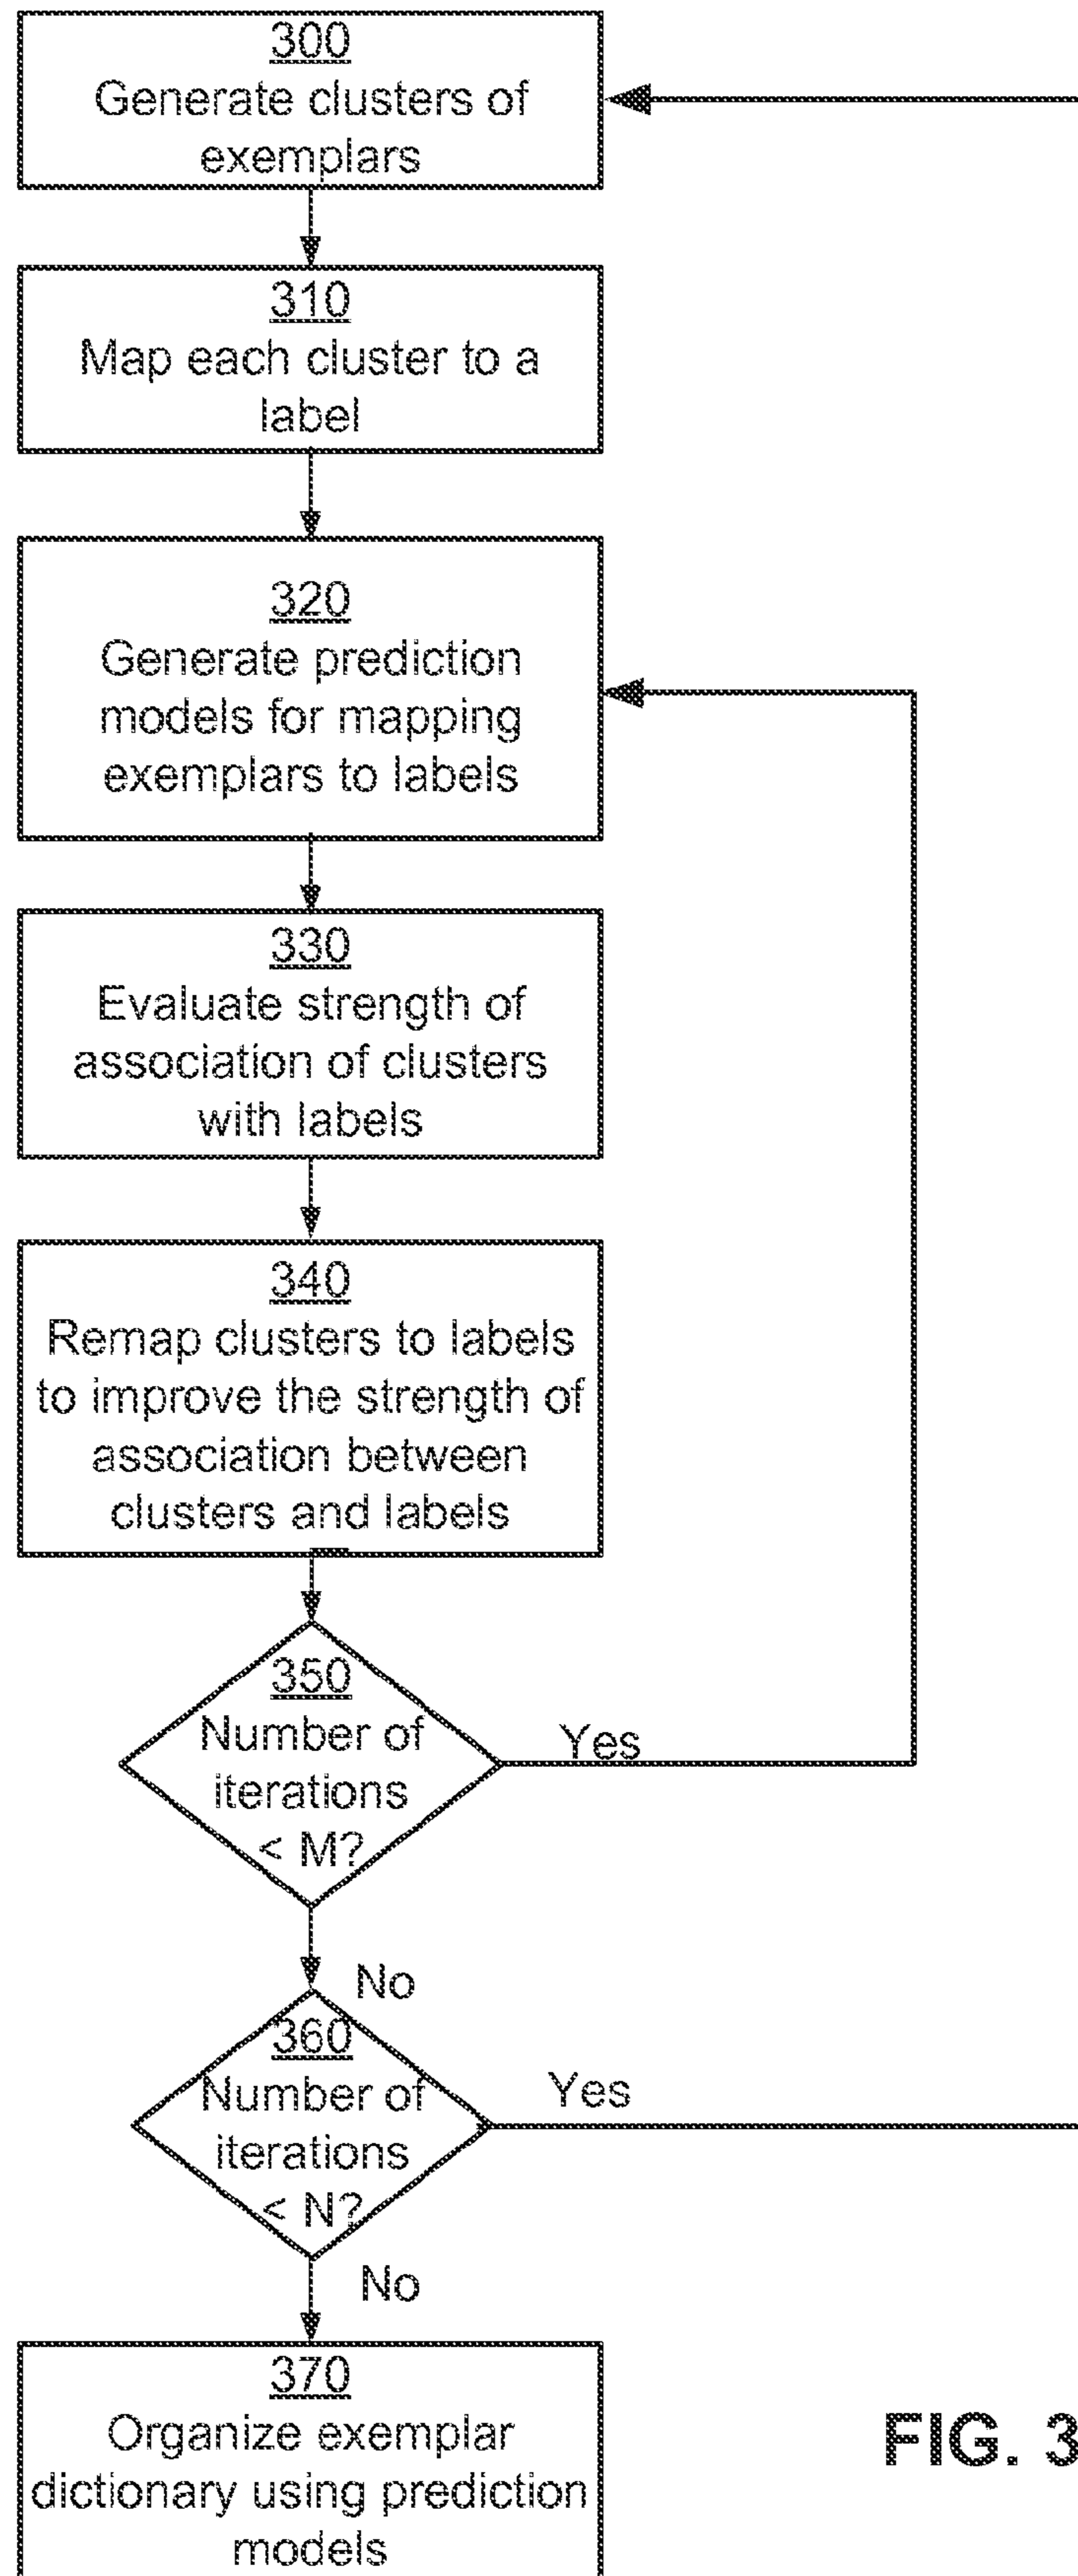 300
Generate clusters of
exemplars
310
Map each cluster to a
label
320
Generate prediction
models for mapping
exemplars to labels
330
Evaluate strength of
association of clusters
with labels
340
Remap clusters to labels
to improve the strength of
association between
clusters and labels
350
Number of
iterations
< M?
Yes
No
360
Number of
iterations
< N?
Yes
No
370
Organize exemplar
dictionary using prediction
models
FIG. 3